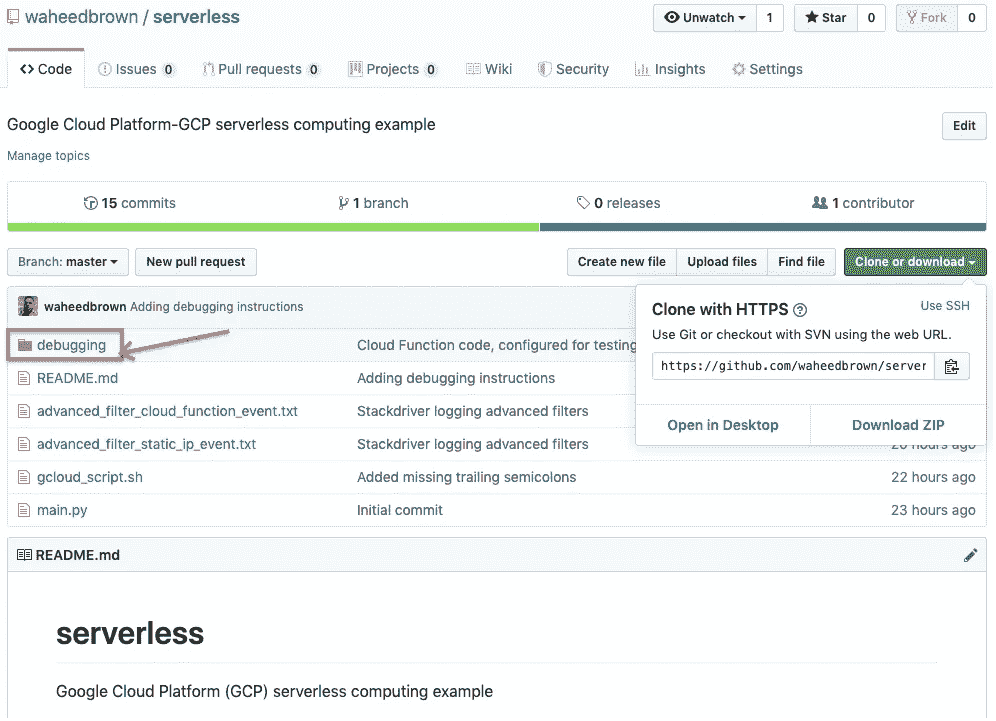 waheedbrown / serverless
Unwatch 1 Star 0 Fork 0
Code Issues 0 Pull requests 0 Projects 0 Wiki Security Insights Settings
Google Cloud Platform-GCP serverless computing example
Edit
Manage topics
15 commits 1 branch 0 releases 1 contributor
Branch: master New pull request Create new file Upload files Find file Clone or download
waheedbrown Adding debugging instructions
Clone with HTTPS Use SSH
Use Git or checkout with SVN using the web URL.
https://github.com/waheedbrown/server
Open in Desktop Download ZIP
debugging Cloud Function code, configured for testing
README.md Adding debugging instructions
advanced_filter_cloud_function_event.txt Stackdriver logging advanced filters
advanced_filter_static_ip_event.txt Stackdriver logging advanced filters hours ago
gcloud_script.sh Added missing trailing semicolons 22 hours ago
main.py Initial commit 23 hours ago
README.md
serverless
Google Cloud Platform (GCP) serverless computing example